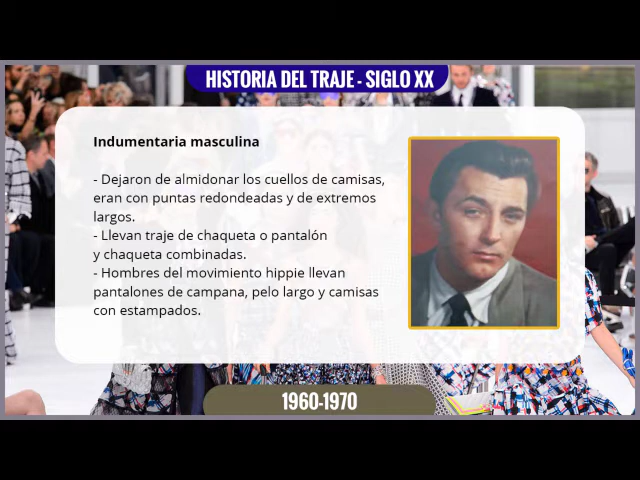 HISTORIA DEL TRAJE - SIGLO XX
Indumentaria masculina
- Dejaron de almidonar los cuellos de camisas,
eran con puntas redondeadas y de extremos
largos.
- Llevan traje de chaqueta o pantalón
y chaqueta combinadas.
- Hombres del movimiento hippie llevan
pantalones de campana, pelo largo y camisas
con estampados.
1960-1970